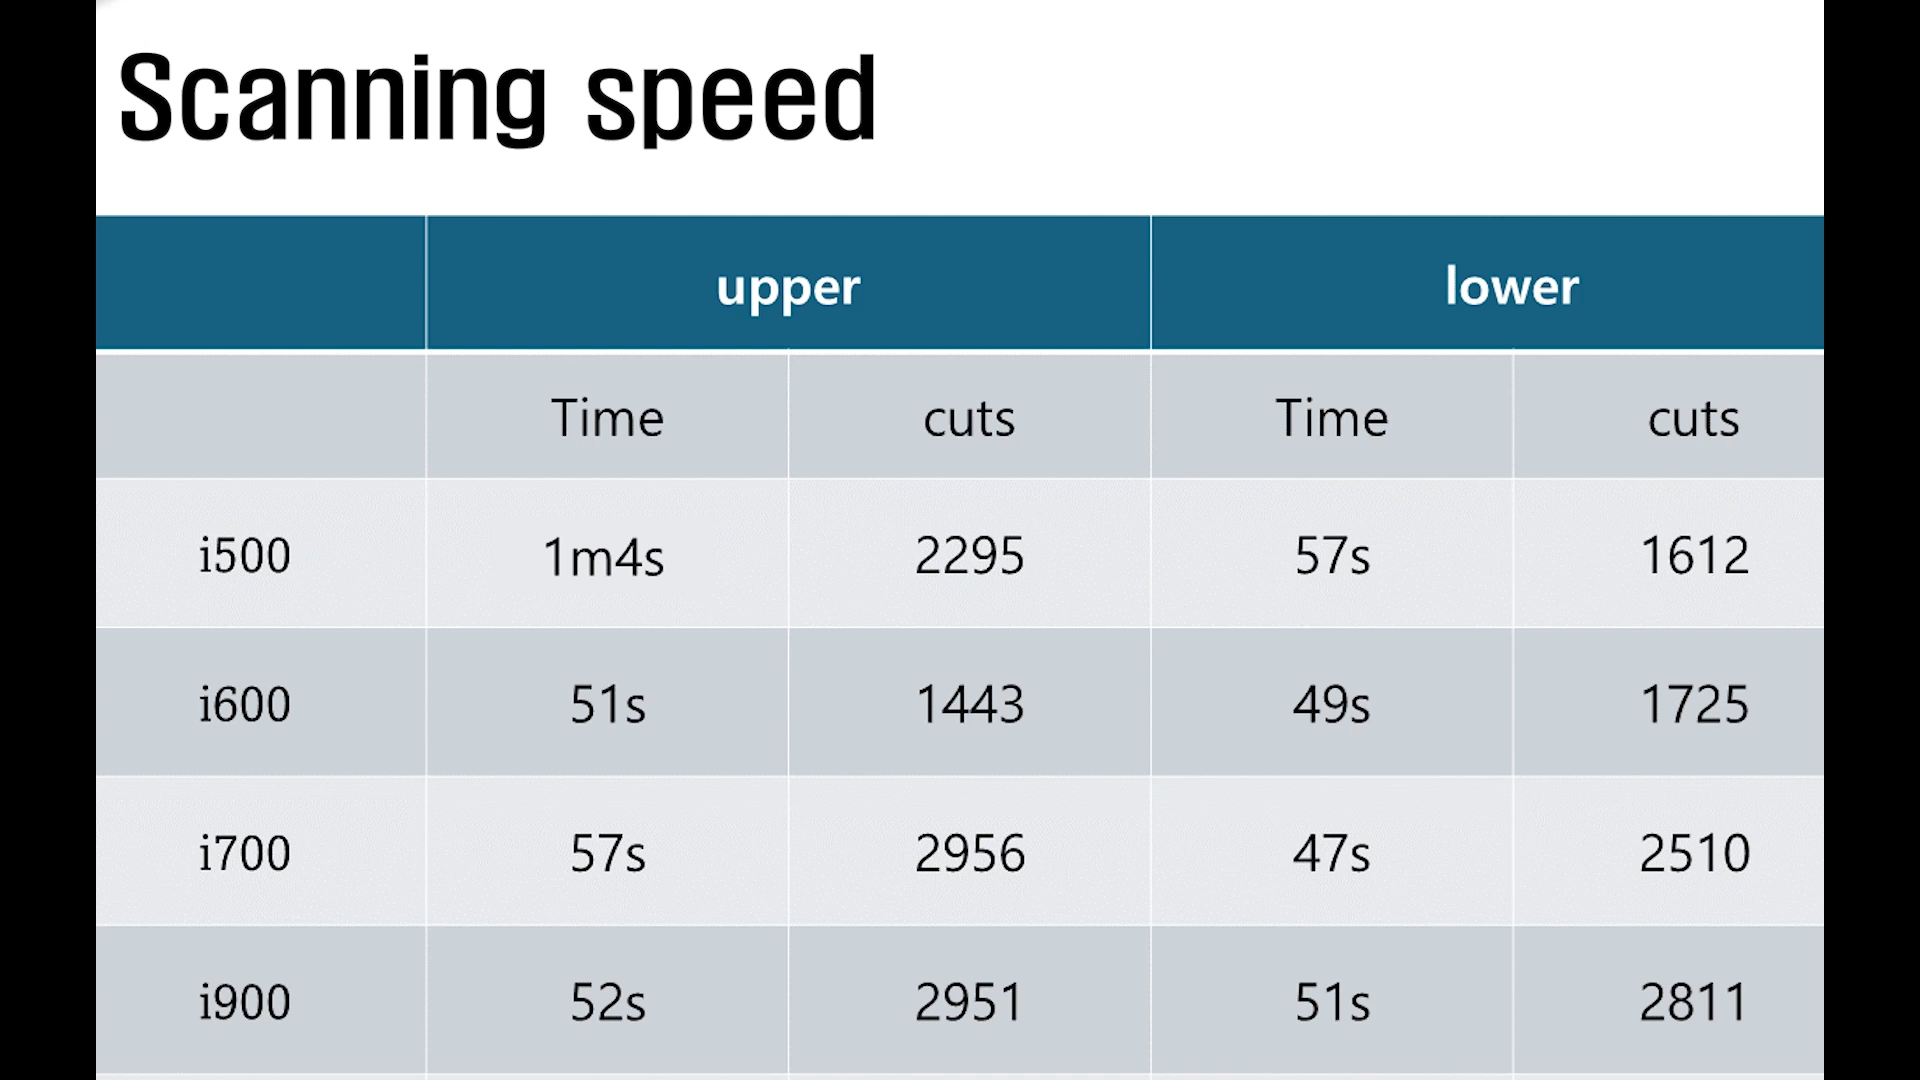 Scanning speed
upper lower
Time cuts Time cuts
i500 1m4s 2295 57s 1612
i600 51s 1443 49s 1725
i700 57s 2956 47s 2510
i900 52s 2951 51s 2811